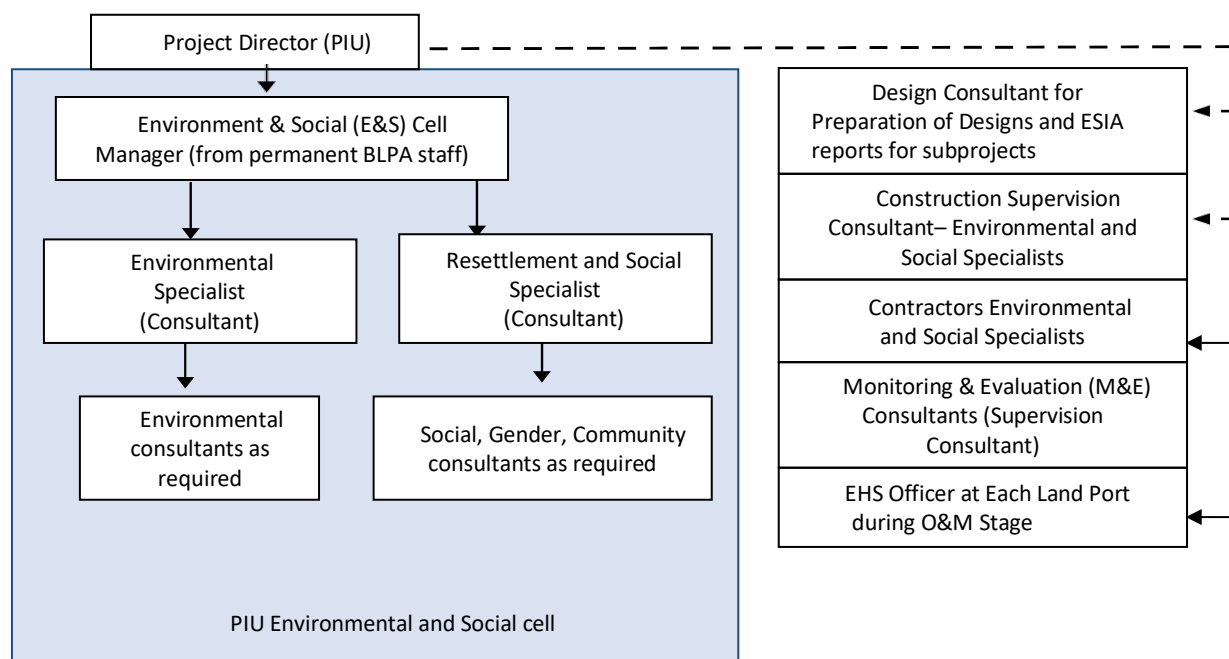 Project Director (PIU)
Environment & Social (E&S) Cell
Manager (from permanent BLPA staff)
Environmental
Specialist
(Consultant)
Resettlement and Social
Specialist
(Consultant)
Environmental
consultants as
required
Social, Gender, Community
consultants as required
PIU Environmental and Social cell
Design Consultant for
Preparation of Designs and ESIA
reports for subprojects
Construction Supervision
Consultant– Environmental and
Social Specialists
Contractors Environmental
and Social Specialists
Monitoring & Evaluation (M&E)
Consultants (Supervision
Consultant)
EHS Officer at Each Land Port
during O&M Stage